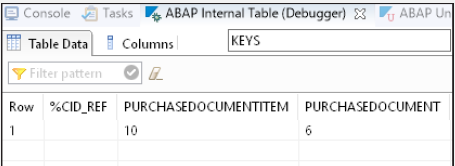 Console Tasks ABAP Internal Table (Debugger) ABAP Un
Table Data Columns KEYS
Filter pattern
Row %CID_REF PURCHASEDOCUMENTITEM PURCHASEDOCUMENT
1 10 6